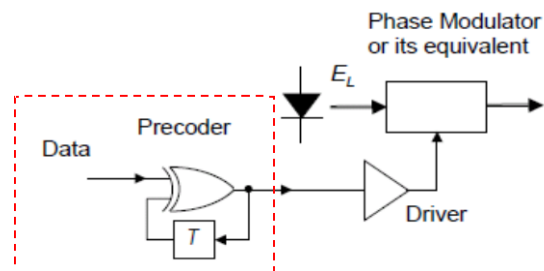 Phase Modulator
or its equivalent
E_L
Precoder
Data
T
Driver